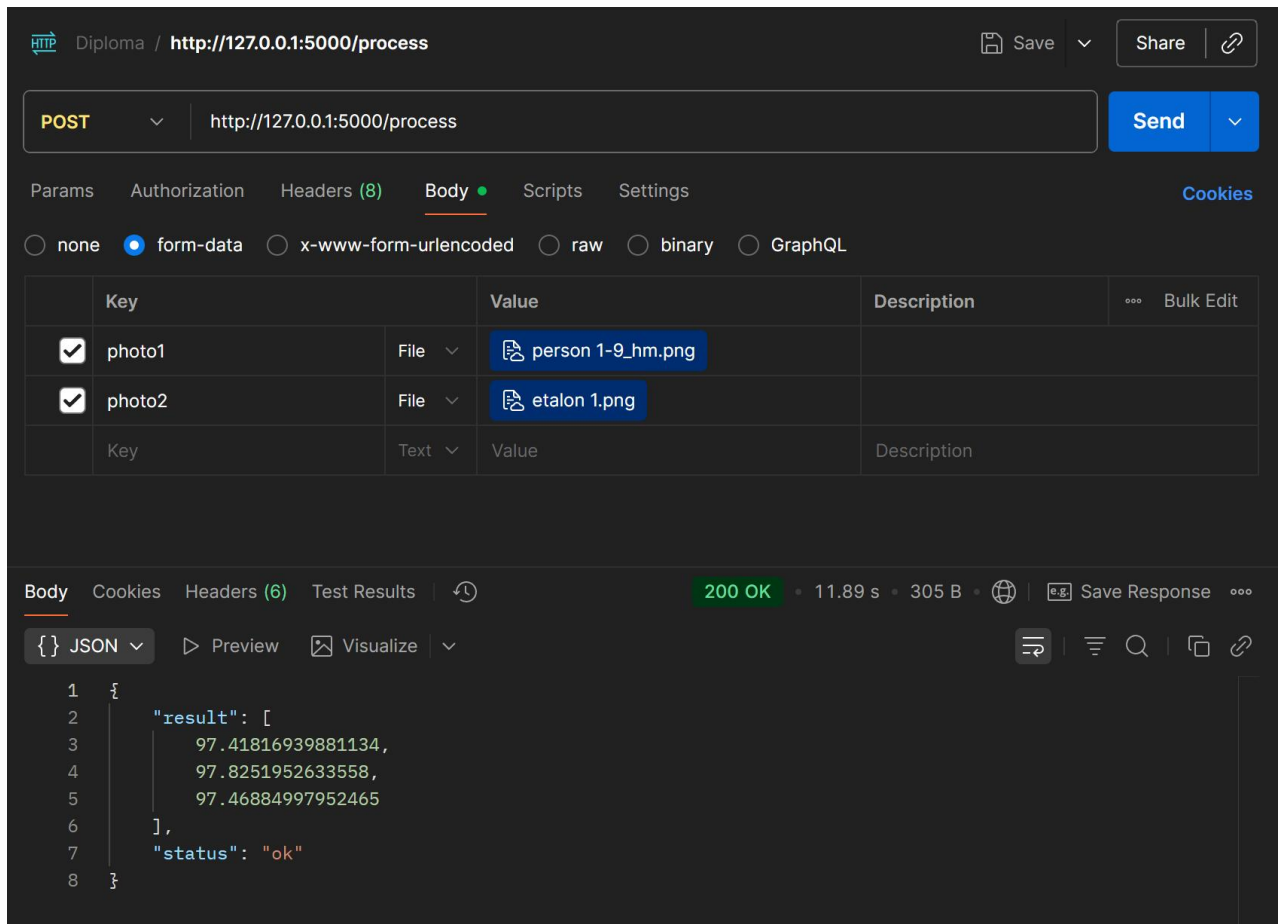 HTTP Diploma / http://127.0.0.1:5000/process Save Share
POST http://127.0.0.1:5000/process Send
Params Authorization Headers (8) Body Scripts Settings Cookies
none form-data x-www-form-urlencoded raw binary GraphQL
Key Value Description Bulk Edit
photo1 File person 1-9_hm.png
photo2 File etalon 1.png
Key Text Value Description
Body Cookies Headers (6) Test Results 200 OK 11.89 s 305 B e.g. Save Response
{} JSON Preview Visualize
1 {
2 "result": [
3 97.41816939881134,
4 97.8251952633558,
5 97.46884997952465
6 ],
7 "status": "ok"
8 }